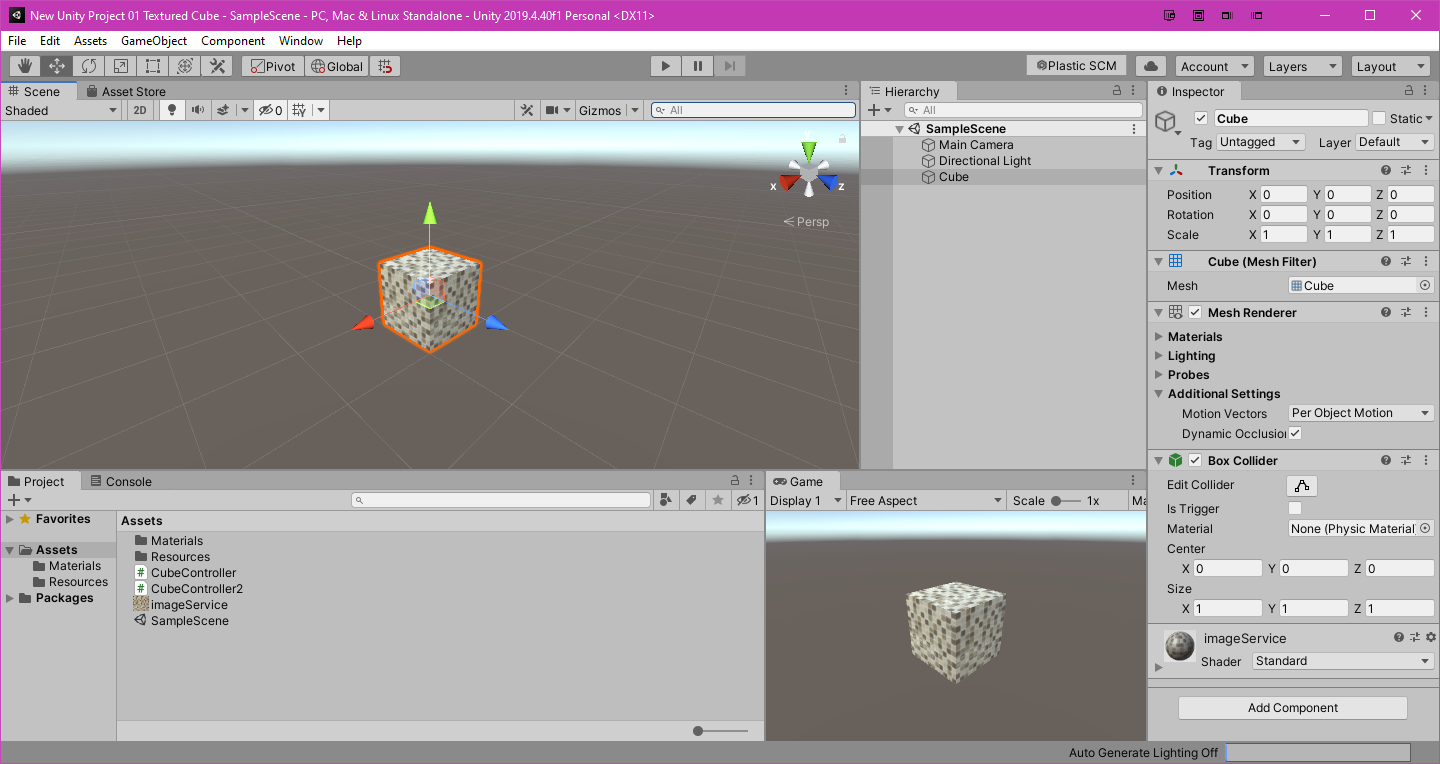 New Unity Project 01 Textured Cube - SampleScene - PC, Mac & Linux Standalone - Unity 2019.4.40f1 Personal <DX11>
File Edit Assets GameObject Component Window Help
Pivot Global Plastic SCM Account Layers Layout
Scene Asset Store
Shaded 2D 0 Gizmos All
y
x z
Persp
Hierarchy
All
SampleScene
Main Camera
Directional Light
Cube
Project Console
1
Favorites
Assets
Materials
Resources
Packages
Assets
Materials
Resources
# CubeController
# CubeController2
imageService
SampleScene
Game
Display 1 Free Aspect Scale 1x Ma
Inspector
Cube Static
Tag Untagged Layer Default
Transform
Position X 0 Y 0 Z 0
Rotation X 0 Y 0 Z 0
Scale X 1 Y 1 Z 1
Cube (Mesh Filter)
Mesh Cube
Mesh Renderer
Materials
Lighting
Probes
Additional Settings
Motion Vectors Per Object Motion
Dynamic Occlusion
Box Collider
Edit Collider
Is Trigger
Material None (Physic Material)
Center
X 0 Y 0 Z 0
Size
X 1 Y 1 Z 1
imageService
Shader Standard
Add Component
Auto Generate Lighting Off